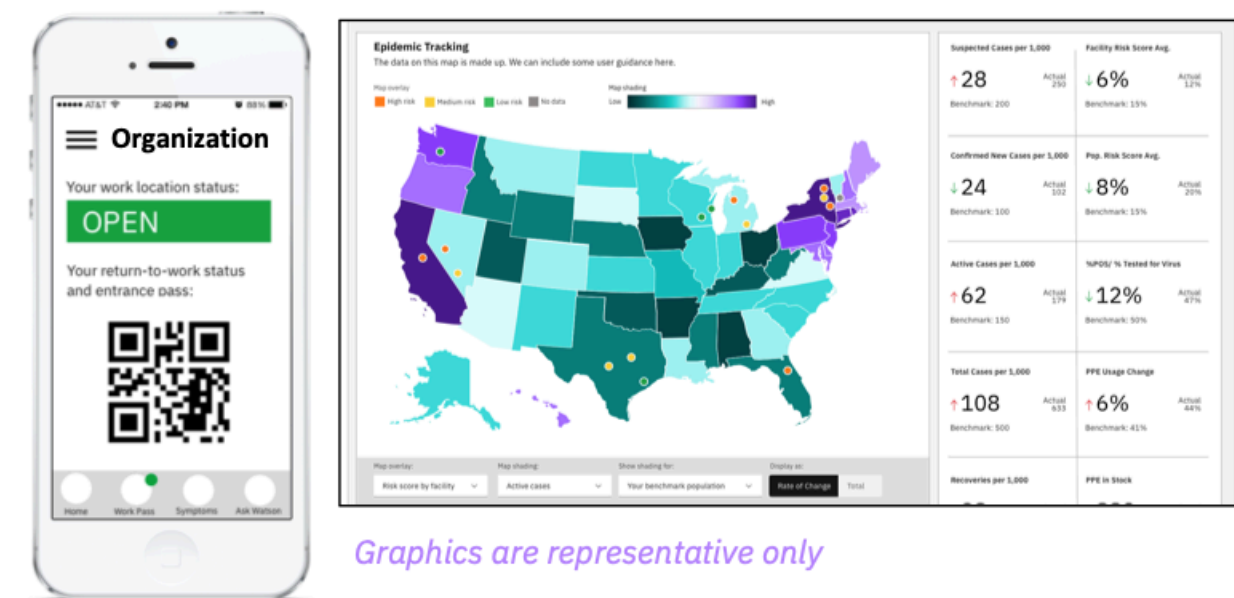 AT&T 2:40 PM 88%
Organization
Your work location status:
OPEN
Your return-to-work status
and entrance pass:
Home Work Pass Symptoms Ask Watson
Epidemic Tracking
The data on this map is made up. We can include some user guidance here.
Map overlay
High risk Medium risk Low risk No data
Map shading
Low High
Map overlay: Map shading: Show shading for: Display as:
Risk score by facility Active cases Your benchmark population Rate of Change Total
Suspected Cases per 1,000
↑28 Actual
250
Benchmark: 200
Facility Risk Score Avg.
↓6% Actual
12%
Benchmark: 15%
Confirmed New Cases per 1,000
↓24 Actual
102
Benchmark: 100
Pop. Risk Score Avg.
↓8% Actual
20%
Benchmark: 15%
Active Cases per 1,000
↑62 Actual
179
Benchmark: 150
%POS/ % Tested for Virus
↓12% Actual
47%
Benchmark: 50%
Total Cases per 1,000
↑108 Actual
633
Benchmark: 500
PPE Usage Change
↑6% Actual
44%
Benchmark: 41%
Recoveries per 1,000
PPE in Stock
Graphics are representative only